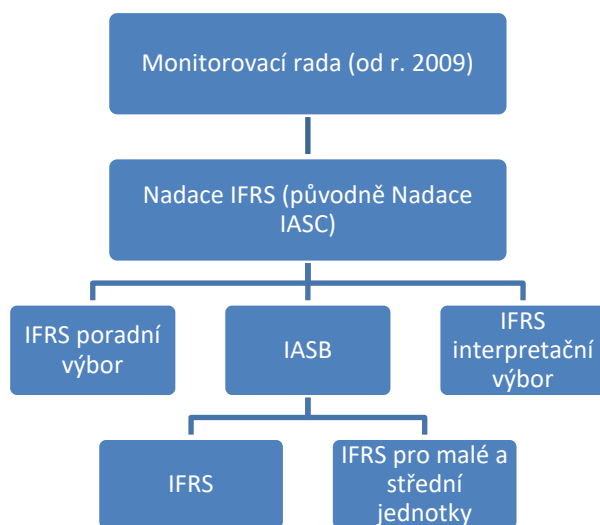 Monitorovací rada (od r. 2009)
Nadace IFRS (původně Nadace
IASC)
IFRS poradní
výbor
IASB
IFRS
interpretační
výbor
IFRS
IFRS pro malé a
střední
jednotky